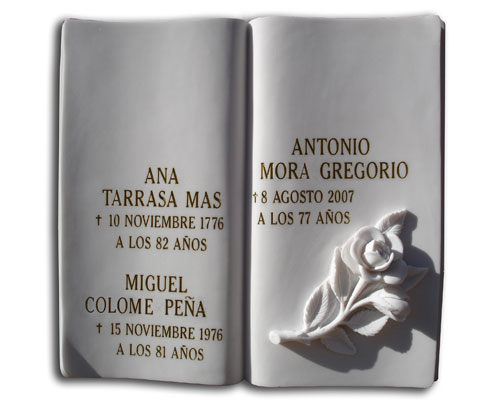 ANA
TARRASA MAS
† 10 NOVIEMBRE 1776
A LOS 82 AÑOS
MIGUEL
COLOME PEÑA
† 15 NOVIEMBRE 1976
A LOS 81 AÑOS
ANTONIO
MORA GREGORIO
† 8 AGOSTO 2007
A LOS 77 AÑOS